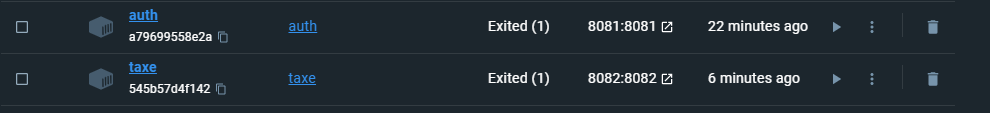 auth
a79699558e2a
auth
Exited (1)
8081:8081
22 minutes ago
taxe
545b57d4f142
taxe
Exited (1)
8082:8082
6 minutes ago